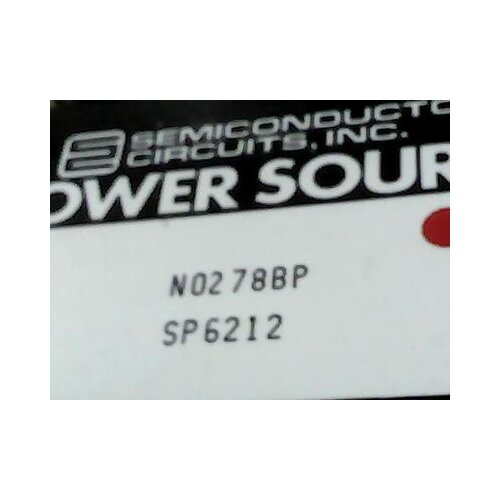 SEMICONDUCTO
CIRCUITS, INC.
OWER SOUR
N0278BP
SP6212